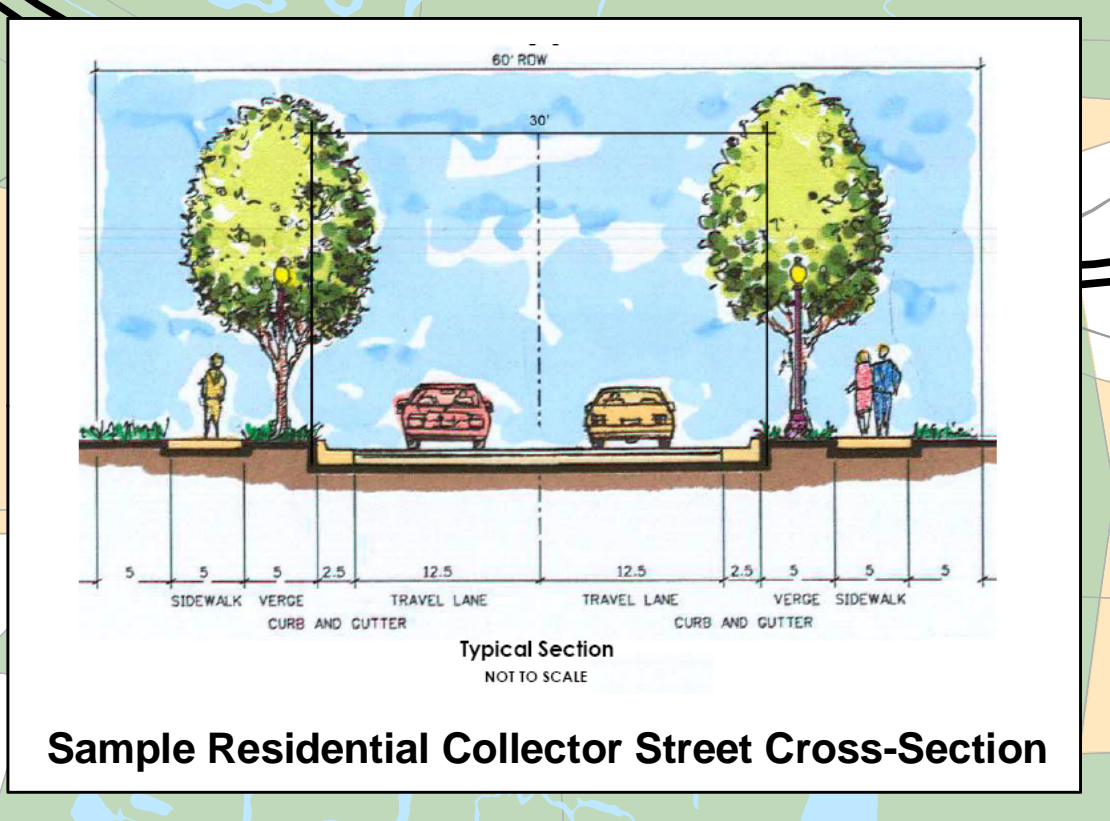 60' ROW
30'
5 5 5 2.5 12.5 12.5 2.5 5 5 5
SIDEWALK VERGE TRAVEL LANE TRAVEL LANE VERGE SIDEWALK
CURB AND GUTTER CURB AND GUTTER
Typical Section
NOT TO SCALE
Sample Residential Collector Street Cross-Section